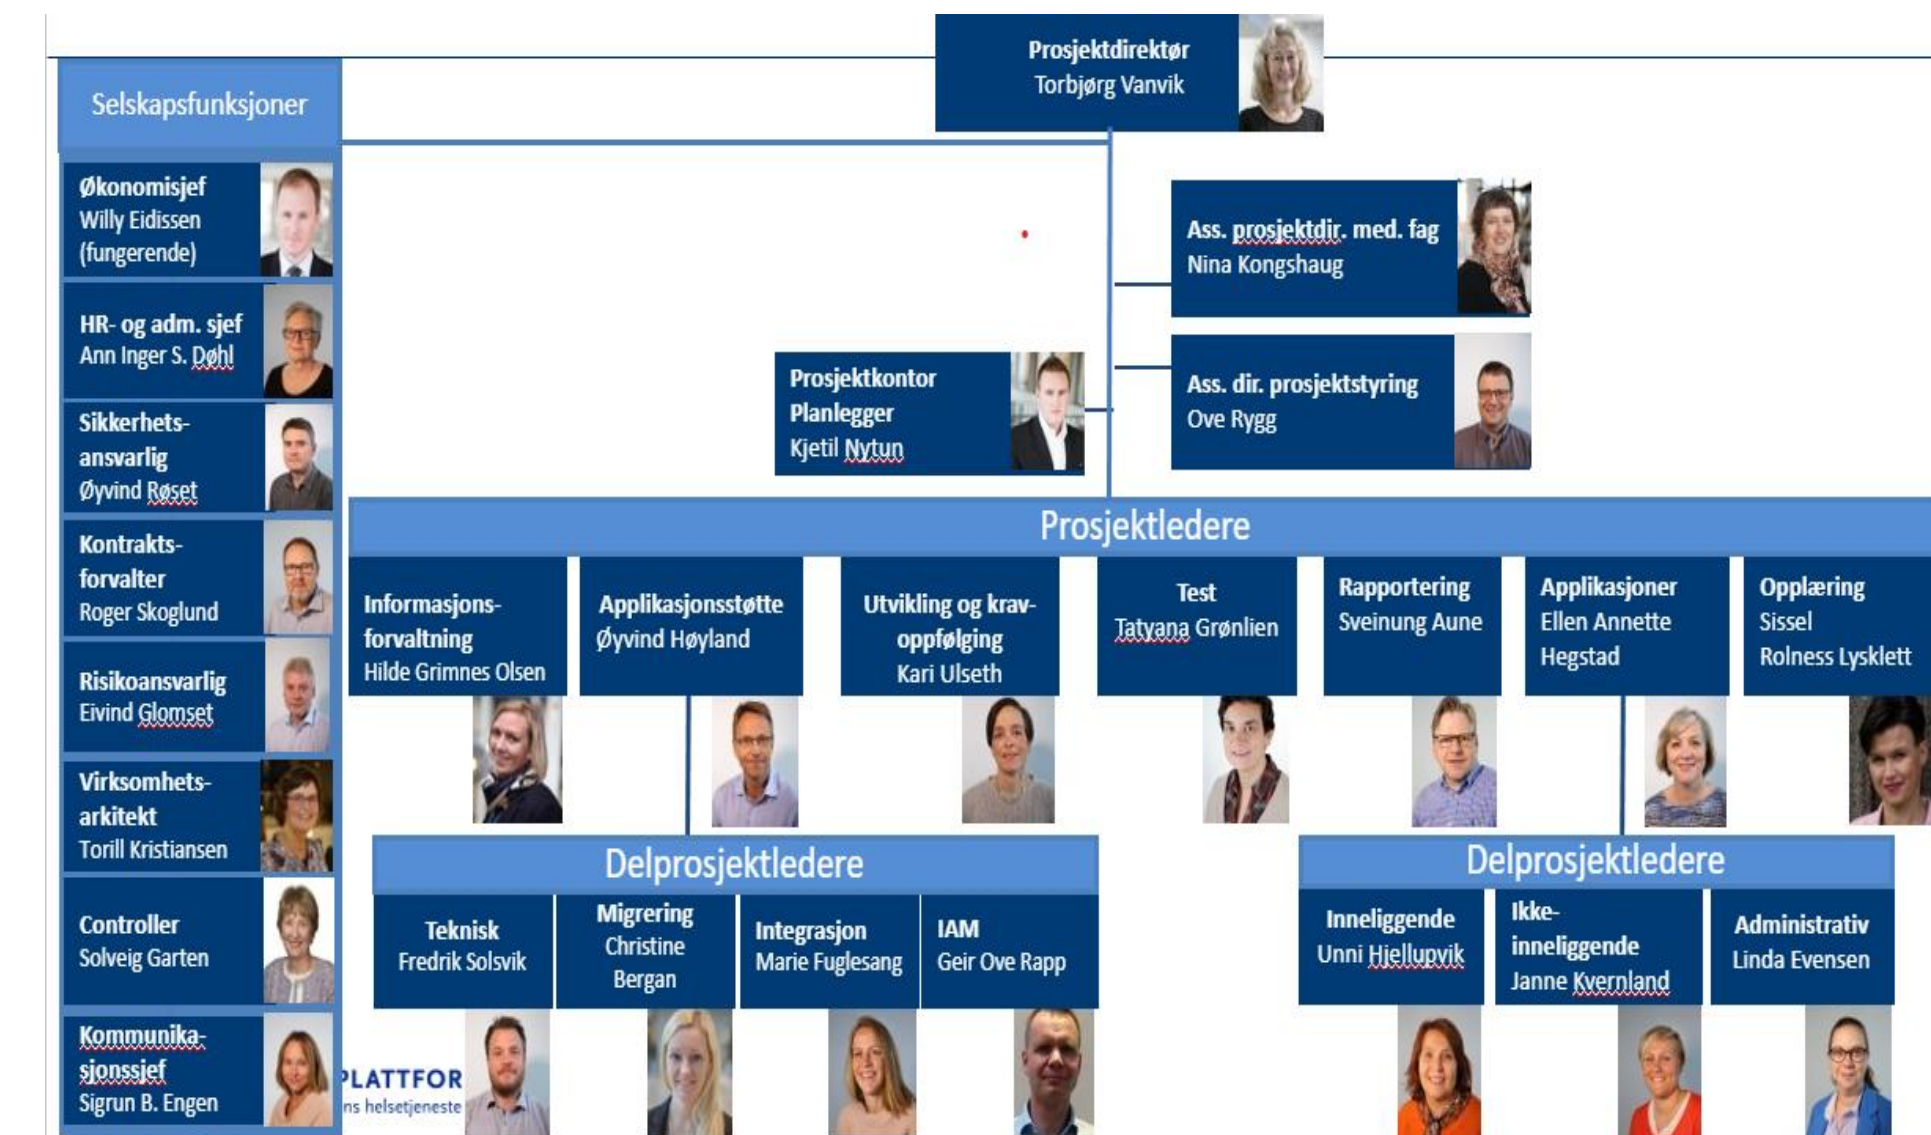 Prosjektdirektør
Torbjørg Vanvik
Selskapsfunksjoner
Økonomisjef
Willy Eidissen
(fungerende)
HR- og adm. sjef
Ann Inger S. Døhl
Sikkerhets-
ansvarlig
Øyvind Røset
Kontrakts-
forvalter
Roger Skoglund
Risikoansvarlig
Eivind Glomset
Virksomhets-
arkitekt
Torill Kristiansen
Controller
Solveig Garten
Kommunika-
sjonssjef
Sigrun B. Engen
Ass. prosjektdir. med. fag
Nina Kongshaug
Ass. dir. prosjektstyring
Ove Rygg
Prosjektkontor
Planlegger
Kjetil Nytun
Prosjektledere
Informasjons-
forvaltning
Hilde Grimnes Olsen
Applikasjonsstøtte
Øyvind Høyland
Utvikling og krav-
oppfølging
Kari Ulseth
Test
Tatyana Grønlien
Rapportering
Sveinung Aune
Applikasjoner
Ellen Annette
Hegstad
Opplæring
Sissel
Rolness Lysklett
Delprosjektledere
Teknisk
Fredrik Solsvik
Migrering
Christine
Bergan
Integrasjon
Marie Fuglesang
IAM
Geir Ove Rapp
Delprosjektledere
Inneliggende
Unni Hjellupvik
Ikke-
inneliggende
Janne Kvernland
Administrativ
Linda Evensen
PLATTFOR
ns helsetjeneste